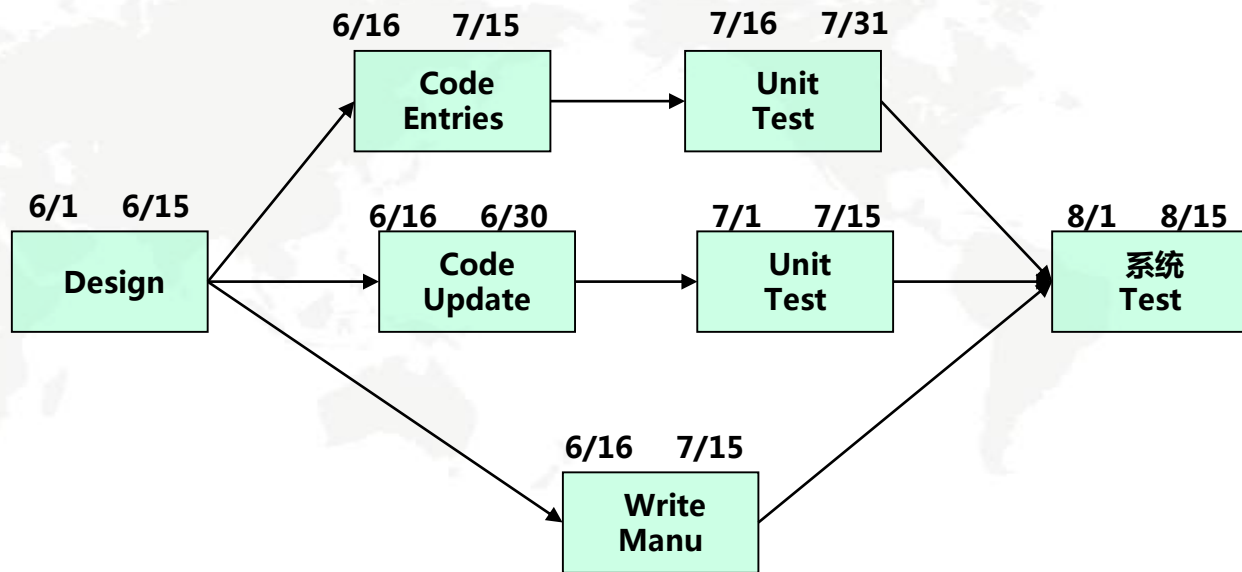 6/16 7/15
Code
Entries
7/16 7/31
Unit
Test
6/1 6/15
Design
6/16 6/30
Code
Update
7/1 7/15
Unit
Test
8/1 8/15
系统
Test
6/16 7/15
Write
Manu